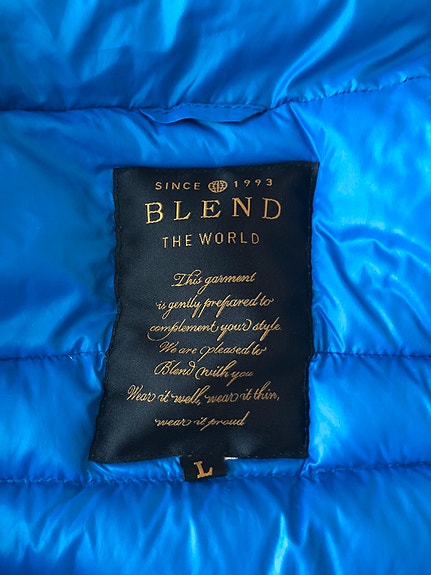 SINCE 1993
BLEND
THE WORLD
This garment
is gently prepared to
complement your style.
We are pleased to
Blend with you
Wear it well, wear it thin,
wear it proud
L